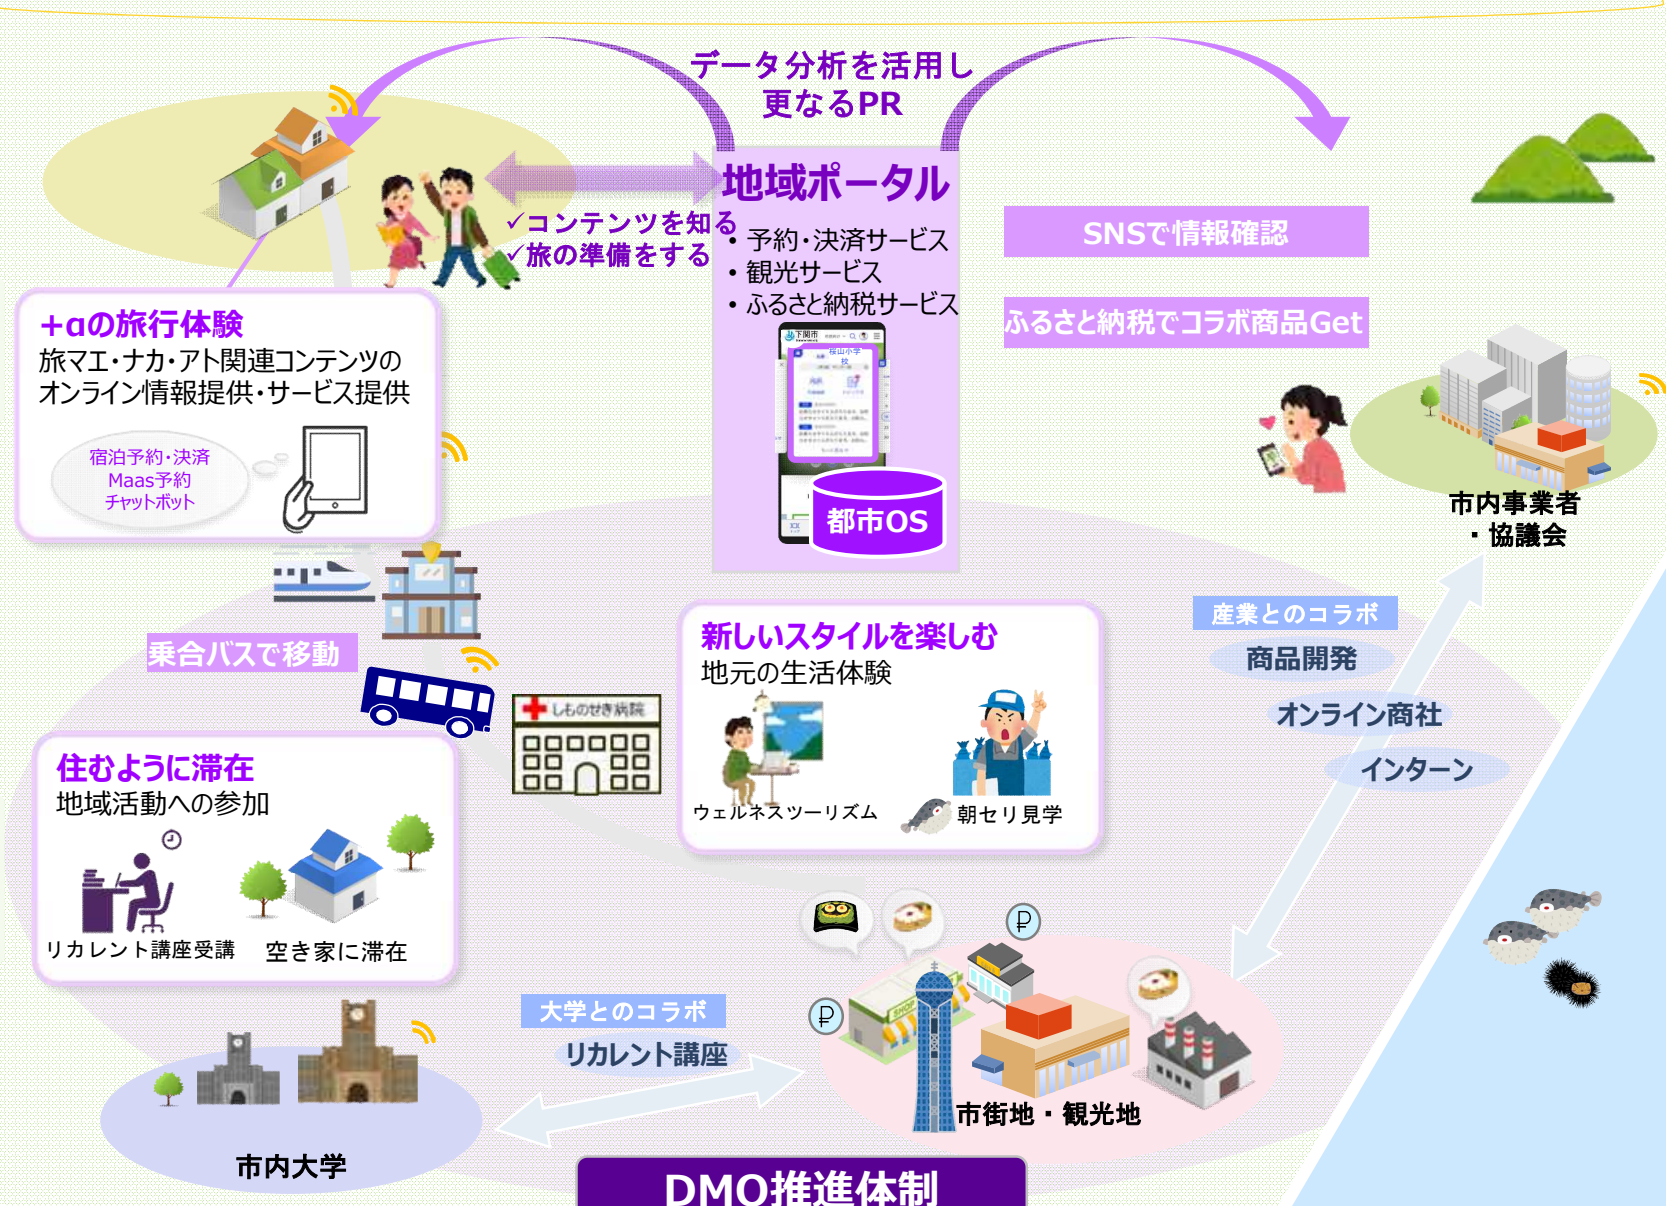 データ分析を活用し
更なるPR
地域ポータル
・予約・決済サービス
・観光サービス
・ふるさと納税サービス
✓コンテンツを知る
✓旅の準備をする
SNSで情報確認
ふるさと納税でコラボ商品Get
+αの旅行体験
旅マエ・ナカ・アト関連コンテンツの
オンライン情報提供・サービス提供
宿泊予約・決済
Maas予約
チャットボット
下関市
桜山小学
校
都市OS
市内事業者
・協議会
乗合バスで移動
しものせき病院
新しいスタイルを楽しむ
地元の生活体験
ウェルネスツーリズム
朝セリ見学
産業とのコラボ
商品開発
オンライン商社
インターン
住むように滞在
地域活動への参加
リカレント講座受講
空き家に滞在
大学とのコラボ
リカレント講座
SHOP
市街地・観光地
市内大学
DMO推進体制